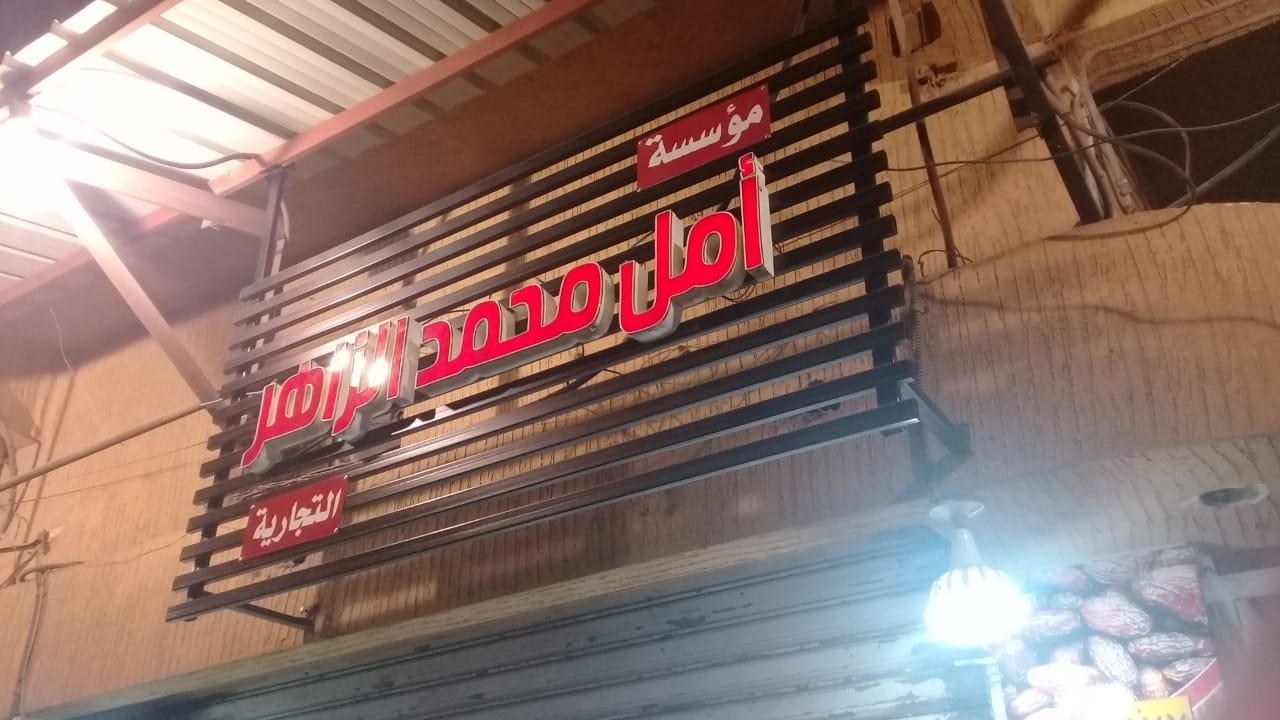 مؤسسة
أمل محمد الزاهر
التجارية